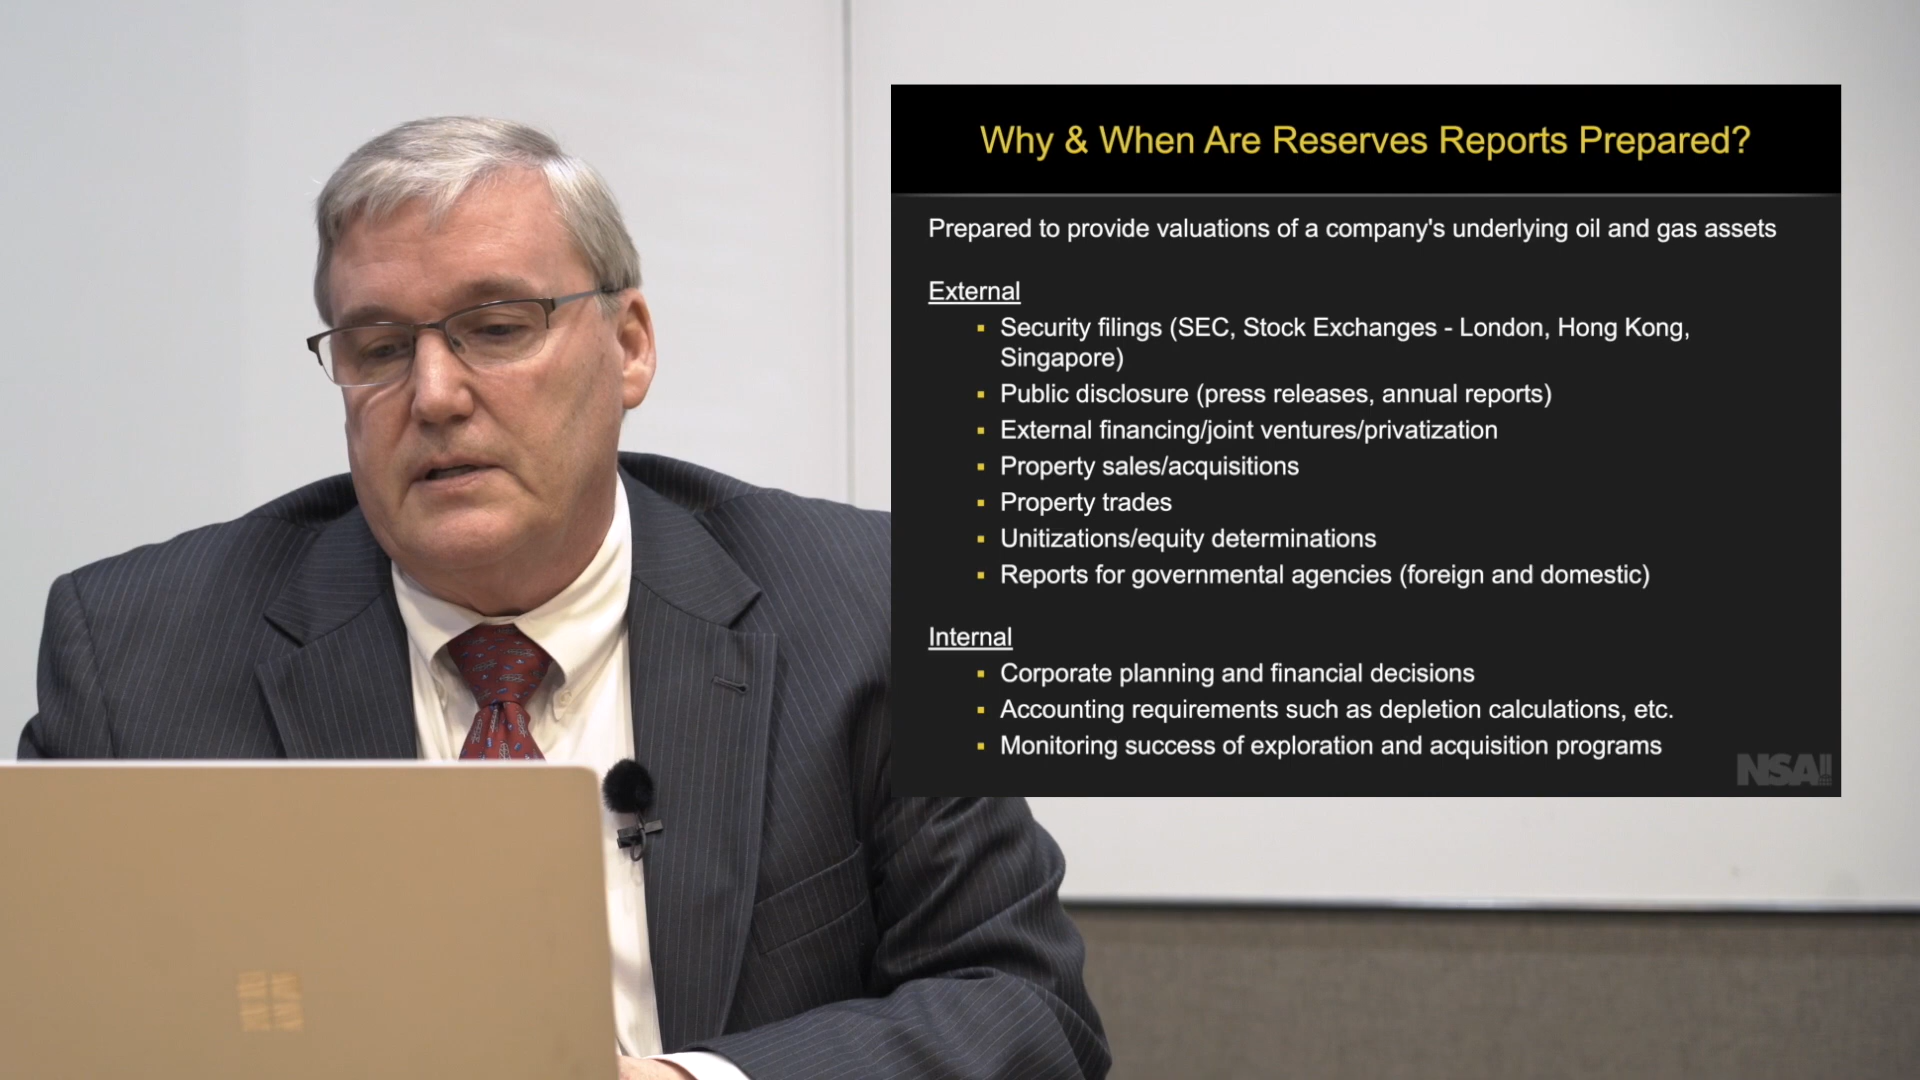 Why & When Are Reserves Reports Prepared?
Prepared to provide valuations of a company's underlying oil and gas assets
External
▪ Security filings (SEC, Stock Exchanges - London, Hong Kong,
Singapore)
▪ Public disclosure (press releases, annual reports)
▪ External financing/joint ventures/privatization
▪ Property sales/acquisitions
▪ Property trades
▪ Unitizations/equity determinations
▪ Reports for governmental agencies (foreign and domestic)
Internal
▪ Corporate planning and financial decisions
▪ Accounting requirements such as depletion calculations, etc.
▪ Monitoring success of exploration and acquisition programs
NSAI